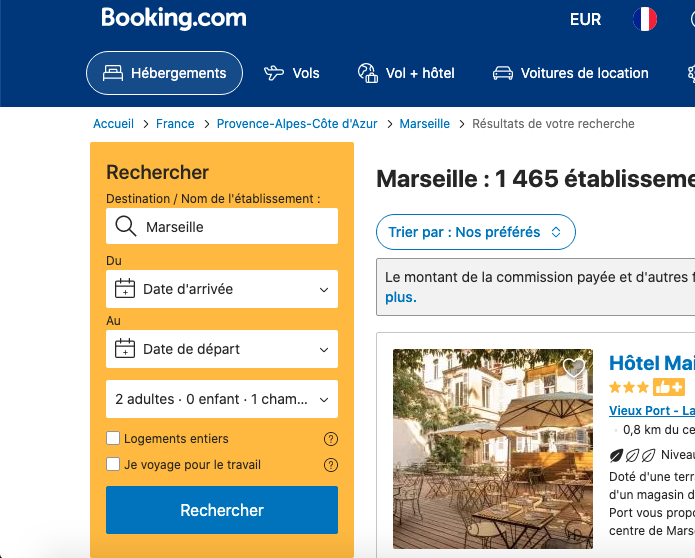 Booking.com
EUR
Hébergements
Vols
Vol + hôtel
Voitures de location
Accueil > France > Provence-Alpes-Côte d'Azur > Marseille > Résultats de votre recherche
Rechercher
Destination / Nom de l'établissement :
Marseille
Du
Date d'arrivée
Au
Date de départ
2 adultes · 0 enfant · 1 cham...
Logements entiers
Je voyage pour le travail
Rechercher
Marseille : 1 465 établisseme
Trier par : Nos préférés
Le montant de la commission payée et d'autres f
plus.
Hôtel Mai
Vieux Port - La
0,8 km du ce
Niveau
Doté d'une terr
d'un magasin d
Port vous propo
centre de Mars